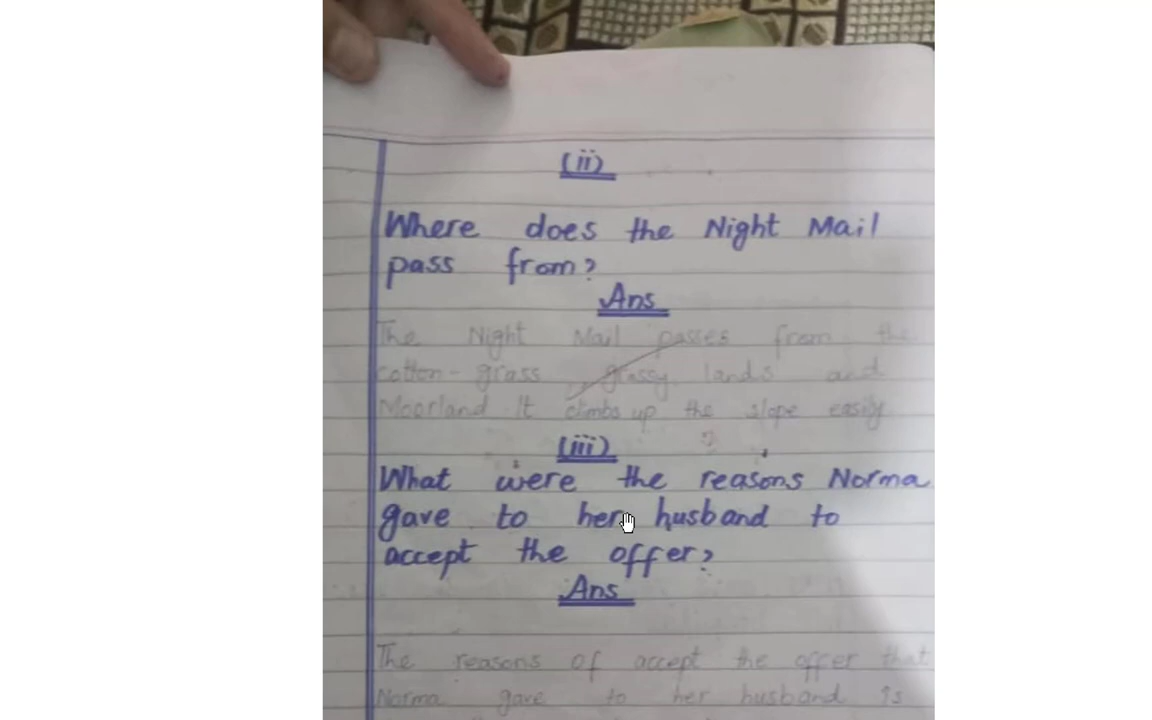 (ii)
Where does the Night Mail
pass from?
Ans
The Night Mail passes from the
cotton-grass, grassy lands and
Moorland It climbs up the slope easily
(iii)
What were the reasons Norma
gave to her husband to
accept the offer?
Ans
The reasons of accept the offer that
Norma gave to her husband is